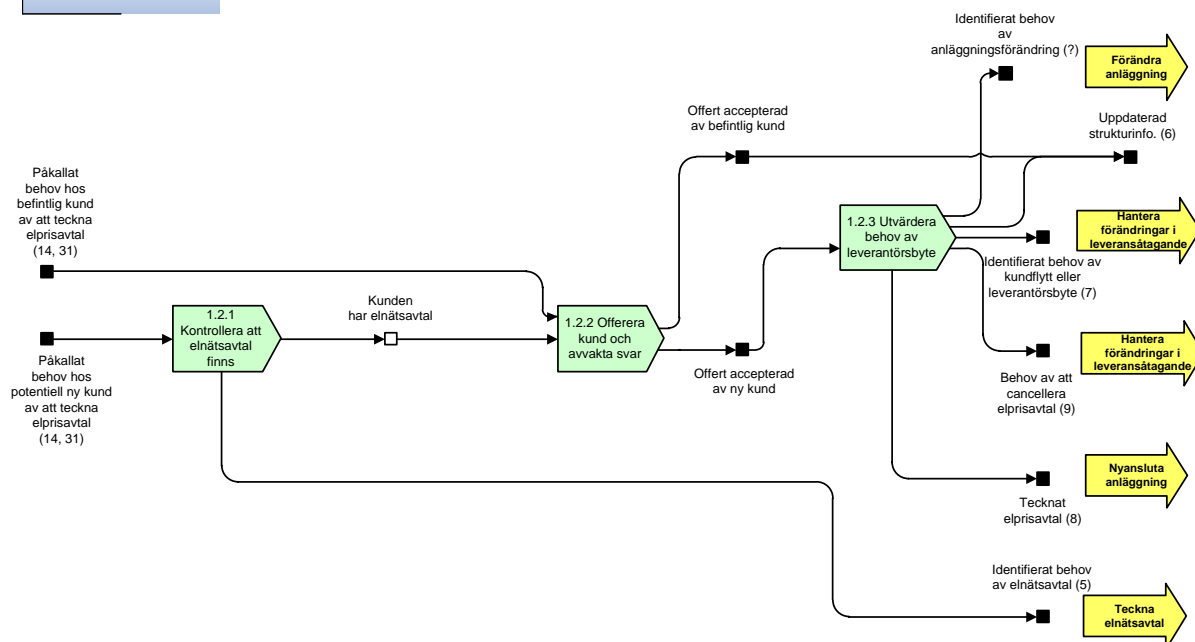 Identifierat behov
av
anläggningsförändring (?)
Förändra
anläggning
Offert accepterad
av befintlig kund
Uppdaterad
strukturinfo. (6)
Påkallat
behov hos
befintlig kund
av att teckna
elprisavtal
(14, 31)
1.2.3 Utvärdera
behov av
leverantörsbyte
Hantera
förändringar i
leveransåtagande
Identifierat behov av
kundflytt eller
leverantörsbyte (7)
Kunden
har elnätsavtal
1.2.1
Kontrollera att
elnätsavtal
finns
1.2.2 Offerera
kund och
avvakta svar
Hantera
förändringar i
leveransåtagande
Påkallat
behov hos
potentiell ny kund
av att teckna
elprisavtal
(14, 31)
Offert accepterad
av ny kund
Behov av att
cancellera
elprisavtal (9)
Nyansluta
anläggning
Tecknat
elprisavtal (8)
Identifierat behov
av elnätsavtal (5)
Teckna
elnätsavtal